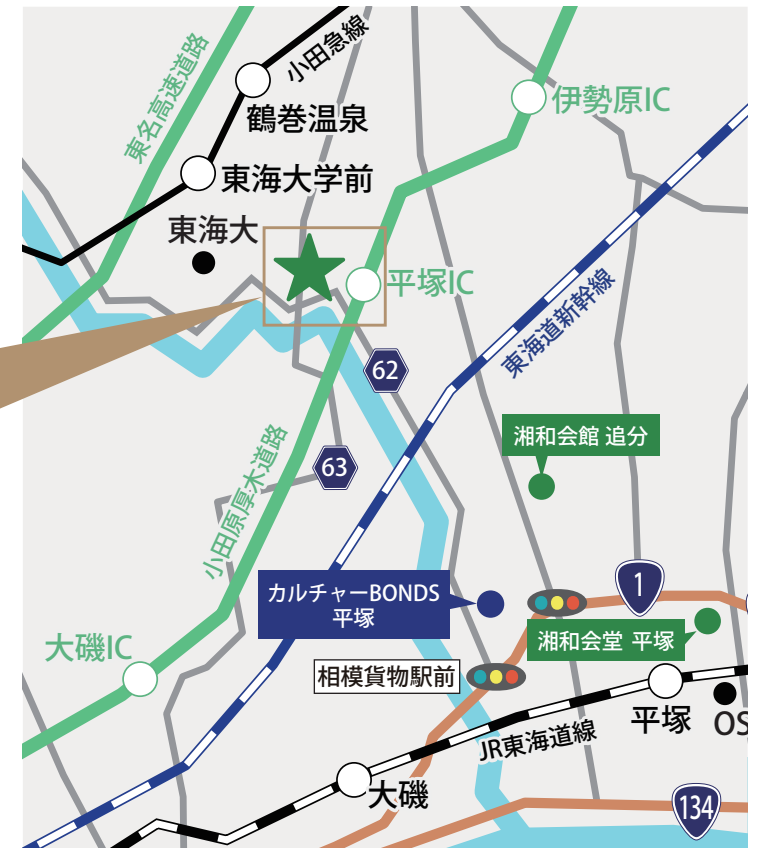 小田急線
東名高速道路
鶴巻温泉
伊勢原IC
東海大学前
東海大
平塚IC
東海道新幹線
62
湘和会館 追分
63
小田原厚木道路
カルチャーBONDS
平塚
1
湘和会堂 平塚
大磯IC
相模貨物駅前
平塚
OS
JR東海道線
大磯
134